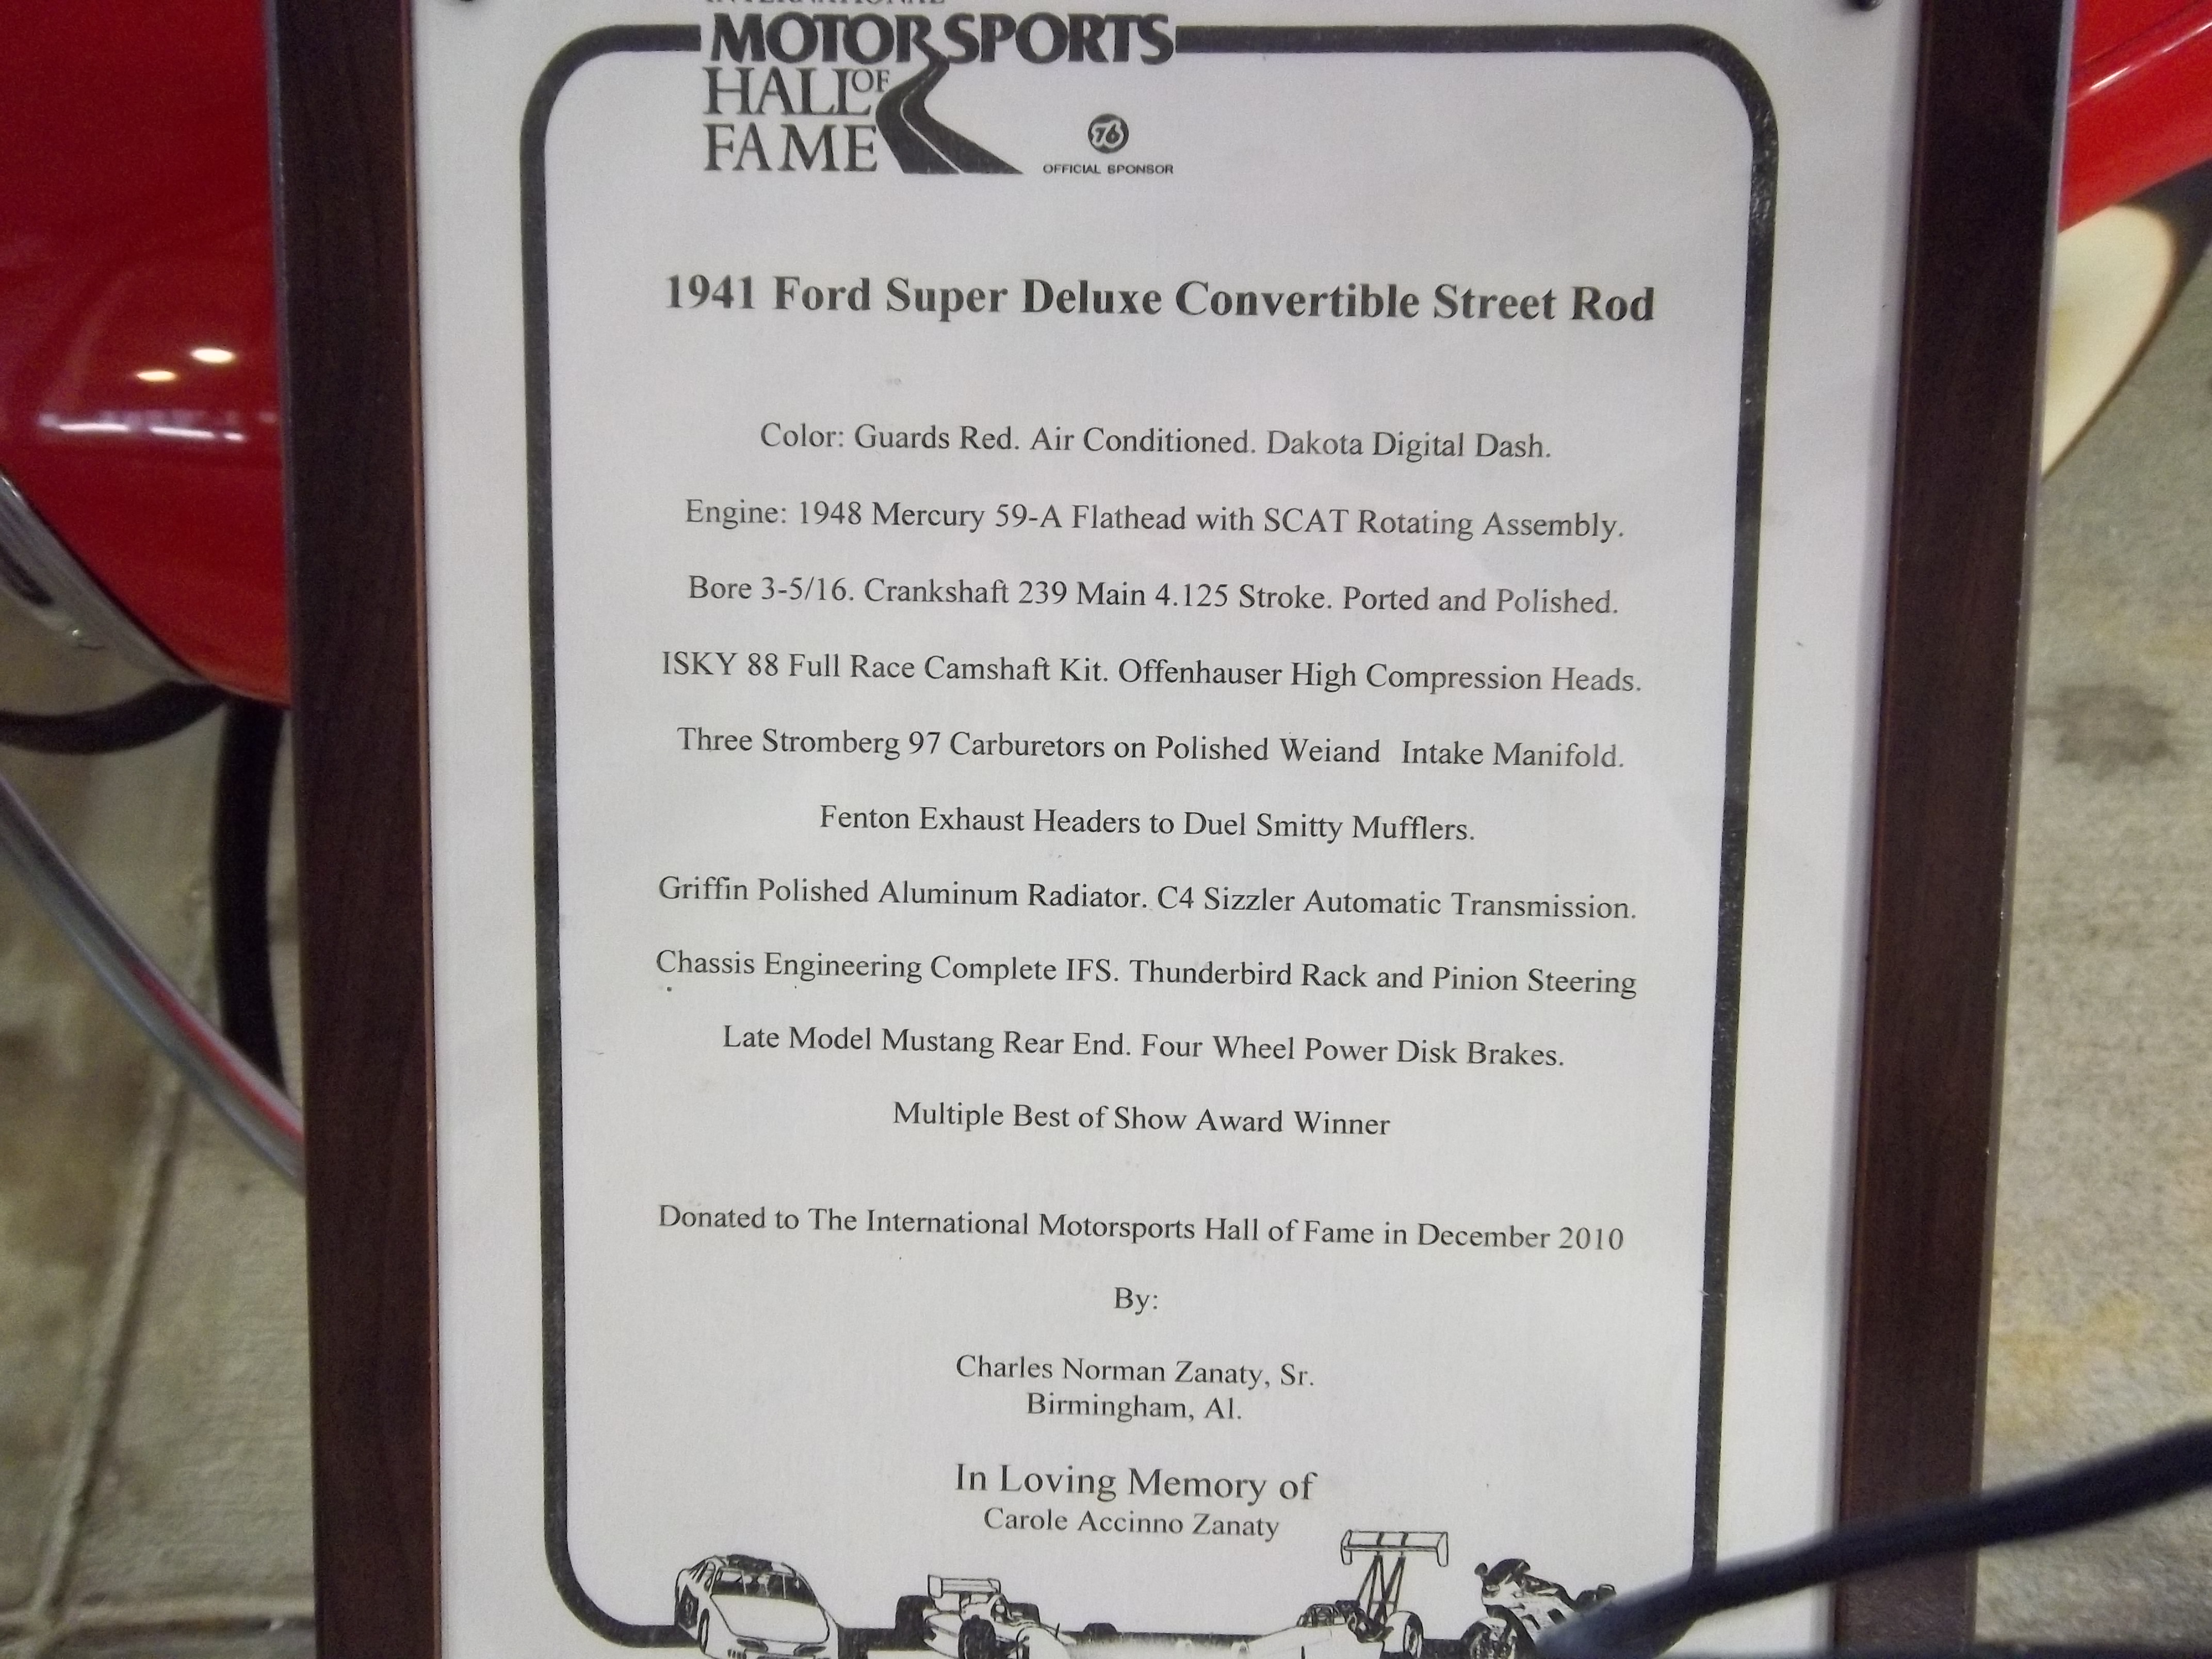 INTERNATIONAL
MOTORSPORTS
HALL OF
FAME
76
OFFICIAL SPONSOR
1941 Ford Super Deluxe Convertible Street Rod
Color: Guards Red. Air Conditioned. Dakota Digital Dash.
Engine: 1948 Mercury 59-A Flathead with SCAT Rotating Assembly.
Bore 3-5/16. Crankshaft 239 Main 4.125 Stroke. Ported and Polished.
ISKY 88 Full Race Camshaft Kit. Offenhauser High Compression Heads.
Three Stromberg 97 Carburetors on Polished Weiand Intake Manifold.
Fenton Exhaust Headers to Duel Smitty Mufflers.
Griffin Polished Aluminum Radiator. C4 Sizzler Automatic Transmission.
Chassis Engineering Complete IFS. Thunderbird Rack and Pinion Steering
.
Late Model Mustang Rear End. Four Wheel Power Disk Brakes.
Multiple Best of Show Award Winner
Donated to The International Motorsports Hall of Fame in December 2010
By:
Charles Norman Zanaty, Sr.
Birmingham, Al.
In Loving Memory of
Carole Accinno Zanaty